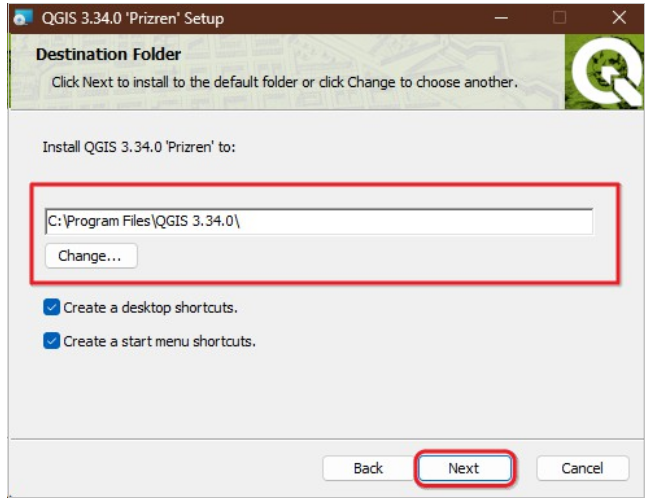 QGIS 3.34.0 'Prizren' Setup
Destination Folder
Click Next to install to the default folder or click Change to choose another.
Install QGIS 3.34.0 'Prizren' to:
C:\Program Files\QGIS 3.34.0\
Change...
Create a desktop shortcuts.
Create a start menu shortcuts.
Back Next Cancel